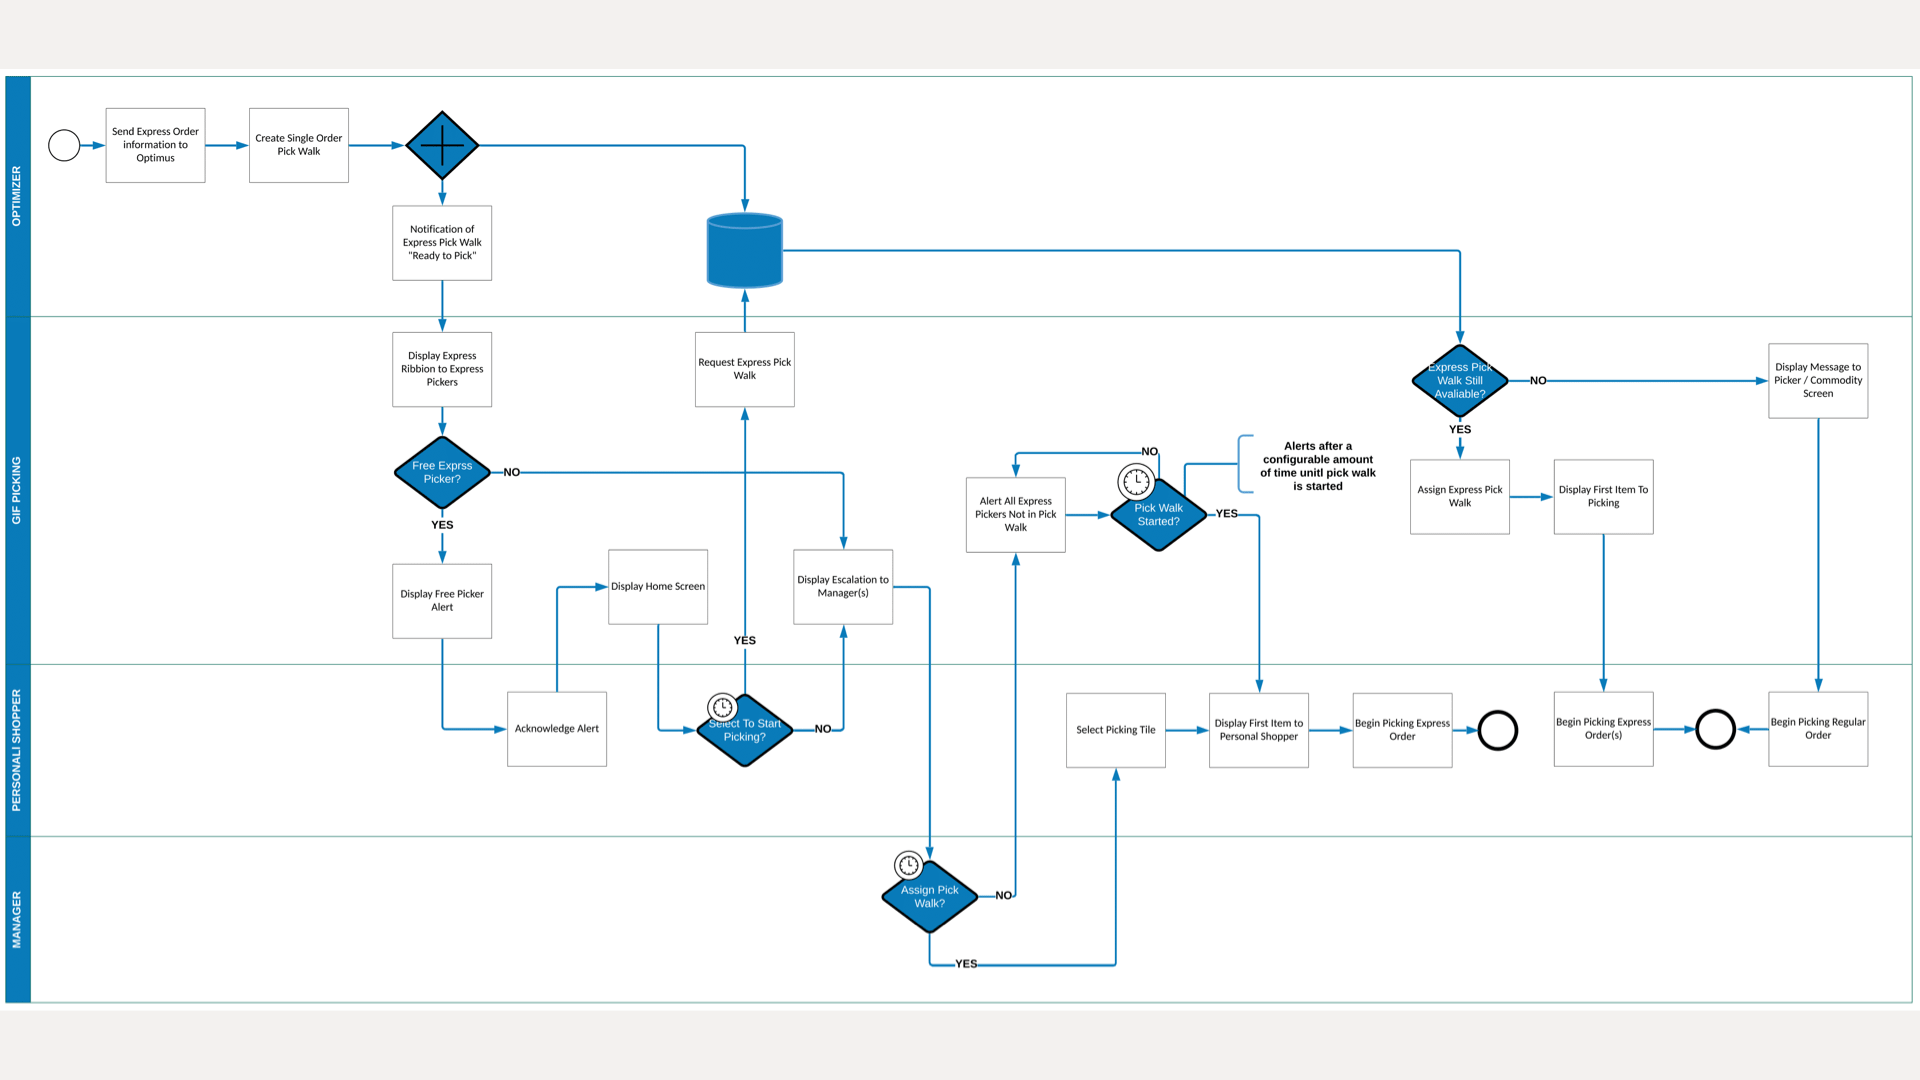 OPTIMIZER
Send Express Order
information to
Optimus
Create Single Order
Pick Walk
Notification of
Express Pick Walk
"Ready to Pick"
GIF PICKING
Display Express
Ribbion to Express
Pickers
Request Express Pick
Walk
Express Pick
Walk Still
Avaliable?
NO
Display Message to
Picker / Commodity
Screen
YES
Free Exprss
Picker?
NO
YES
Alert All Express
Pickers Not in Pick
Walk
NO
Pick Walk
Started?
YES
Alerts after a
configurable amount
of time unitl pick walk
is started
Assign Express Pick
Walk
Display First Item To
Picking
Display Free Picker
Alert
Display Home Screen
YES
Display Escalation to
Manager(s)
PERSONALI SHOPPER
Acknowledge Alert
Select To Start
Picking?
NO
Select Picking Tile
Display First Item to
Personal Shopper
Begin Picking Express
Order
Begin Picking Express
Order(s)
Begin Picking Regular
Order
MANAGER
Assign Pick
Walk?
NO
YES